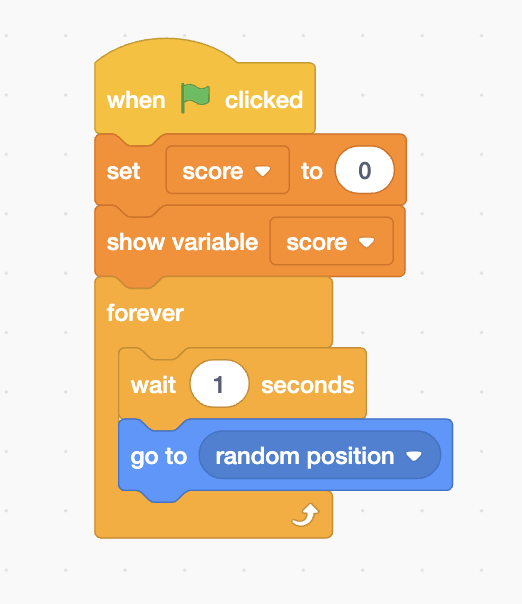 when clicked
set score to 0
show variable score
forever
wait 1 seconds
go to random position